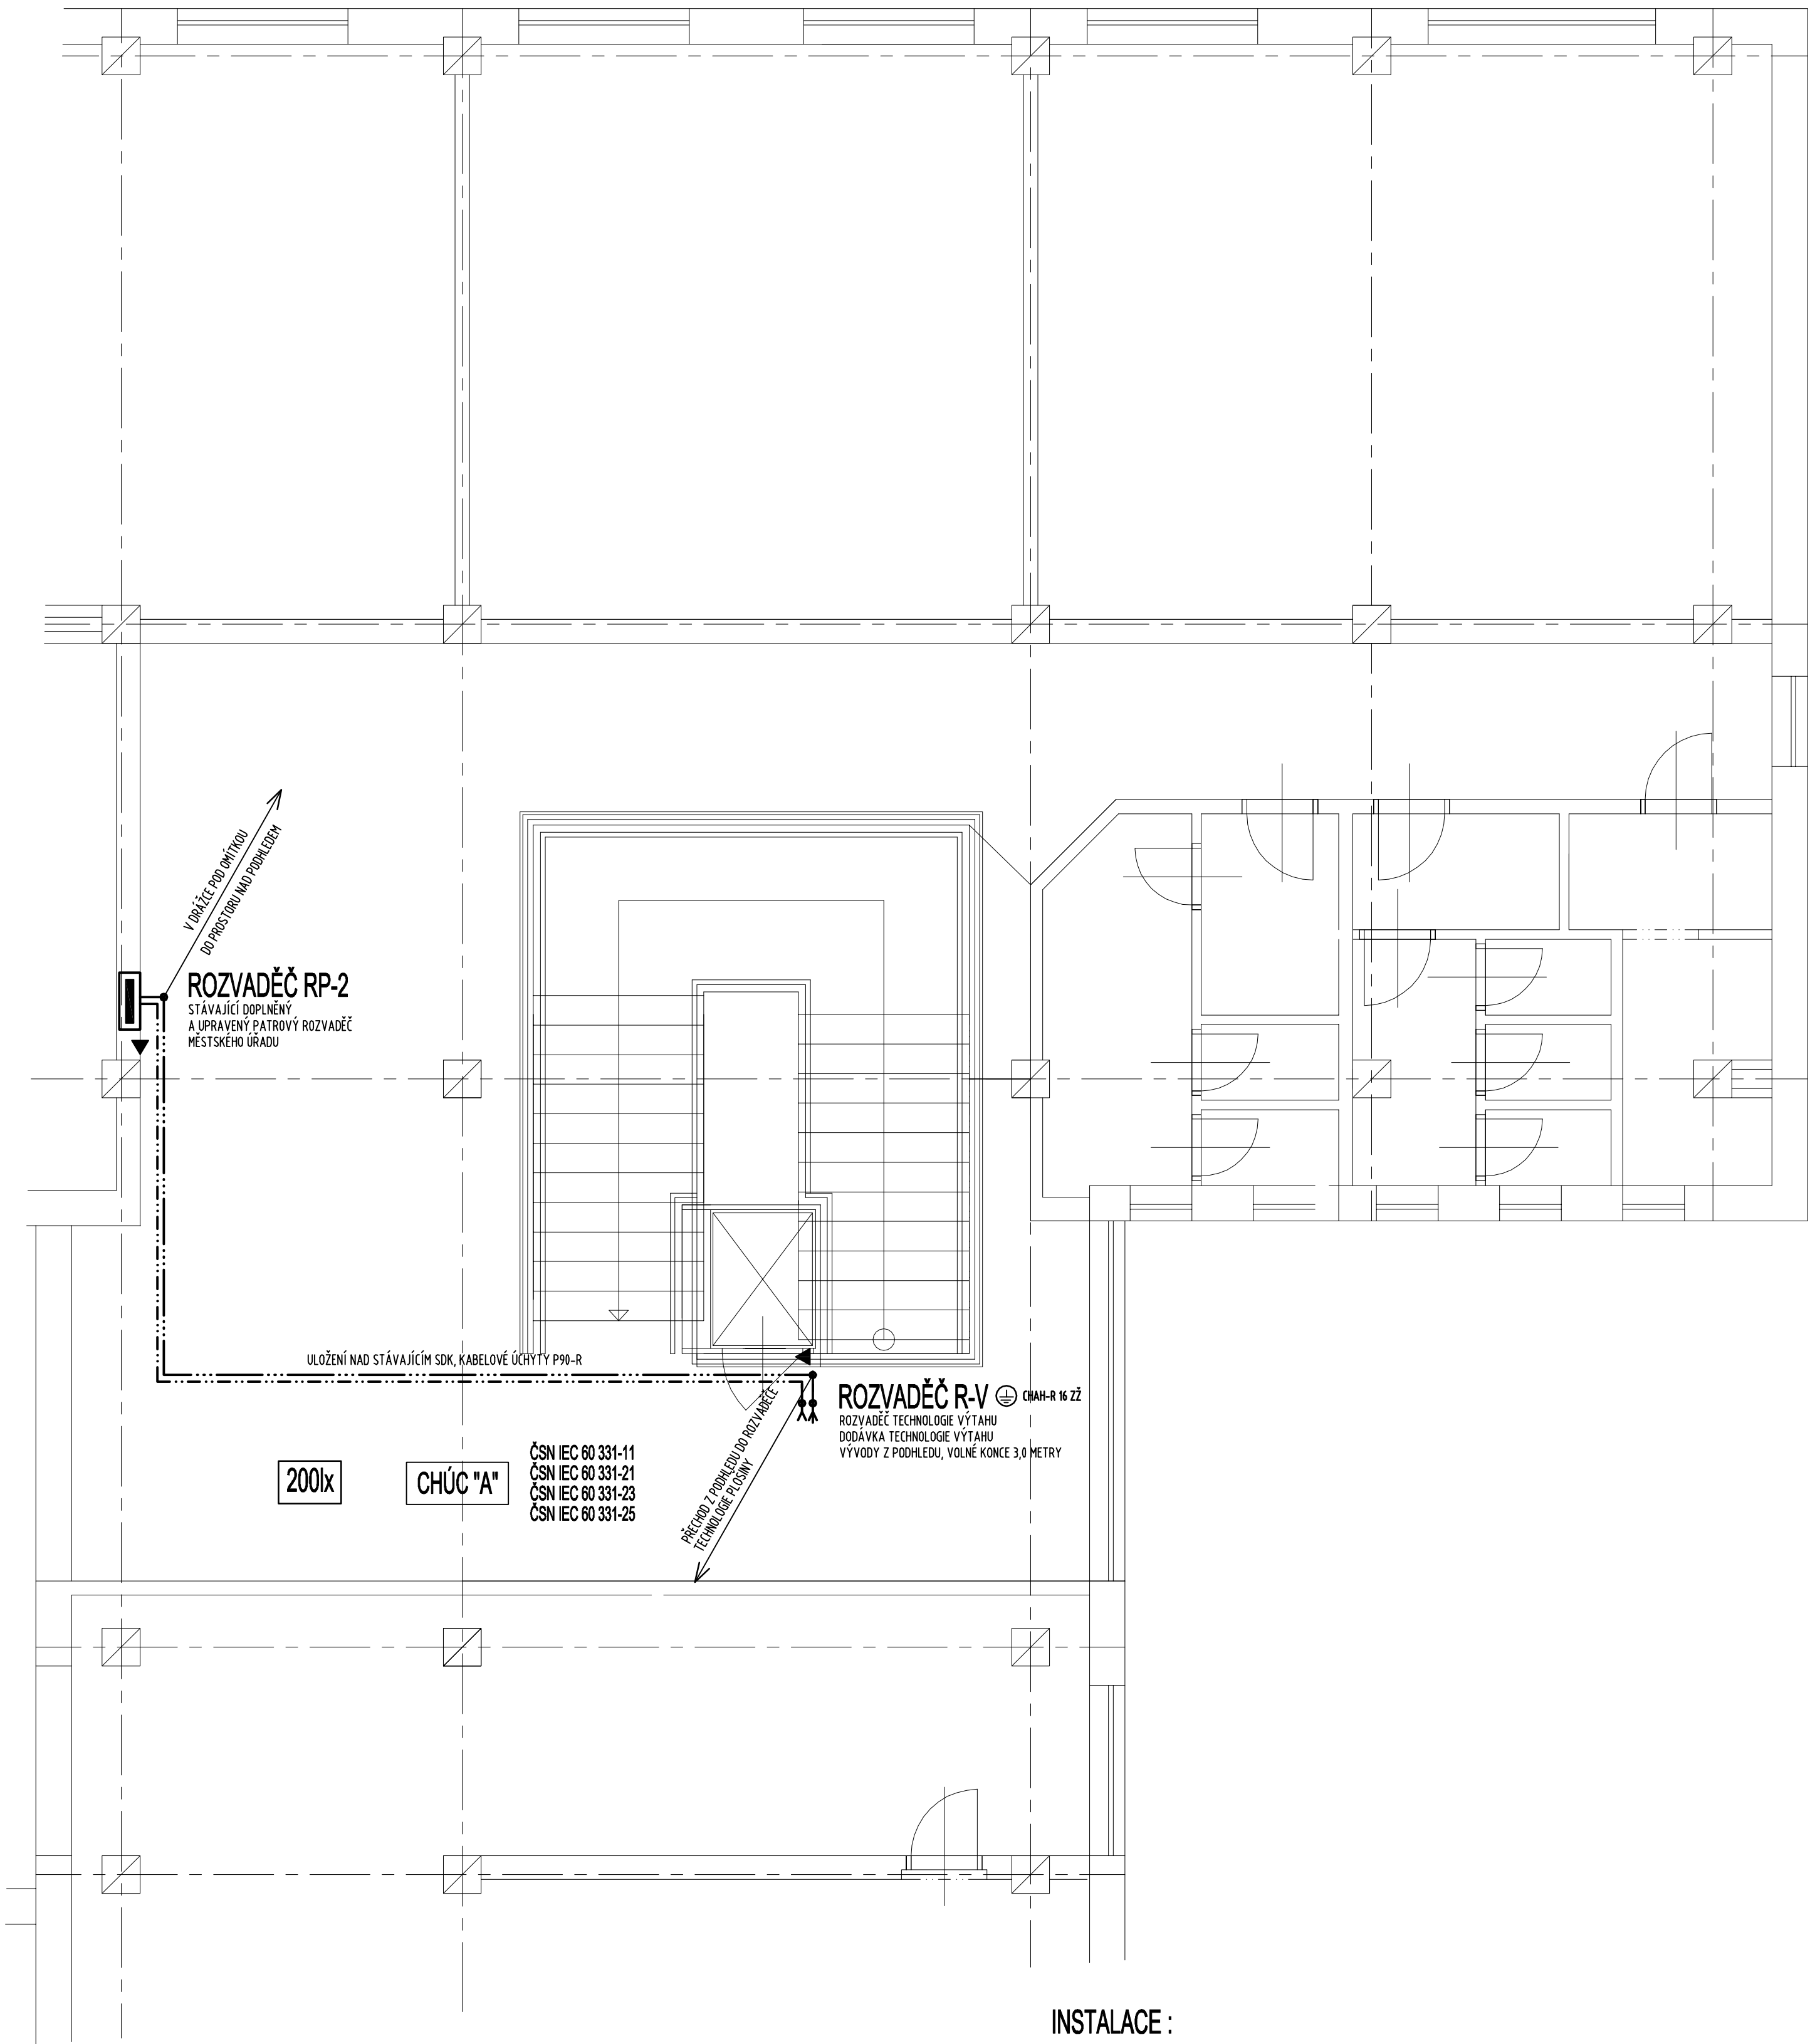 V DRÁŽCE POD OMÍTKOU
DO PROSTORU NAD PODHLEDEM
ROZVADĚČ RP-2
STÁVAJÍCÍ DOPLNĚNÝ
A UPRAVENÝ PATROVÝ ROZVADĚČ
MĚSTSKÉHO ÚŘADU
ULOŽENÍ NAD STÁVAJÍCÍM SDK, KABELOVÉ ÚCHYTY P90-R
ROZVADĚČ R-V
CHAH-R 16 ZŽ
ROZVADĚČ TECHNOLOGIE VÝTAHU
DODÁVKA TECHNOLOGIE VÝTAHU
VÝVODY Z PODHLEDU, VOLNÉ KONCE 3,0 METRY
PŘECHOD Z PODHLEDU DO ROZVADĚČE
TECHNOLOGIE PLOŠINY
200lx
CHÚC "A"
ČSN IEC 60 331-11
ČSN IEC 60 331-21
ČSN IEC 60 331-23
ČSN IEC 60 331-25
INSTALACE :